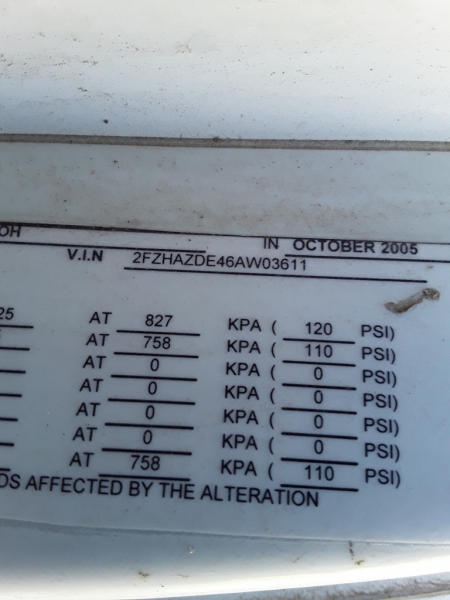 OH IN OCTOBER 2005
V.I.N 2FZHAZDE46AW03611
25 AT 827 KPA ( 120 PSI)
AT 758 KPA ( 110 PSI)
AT 0 KPA ( 0 PSI)
AT 0 KPA ( 0 PSI)
AT 0 KPA ( 0 PSI)
AT 0 KPA ( 0 PSI)
AT 758 KPA ( 110 PSI)
DS AFFECTED BY THE ALTERATION